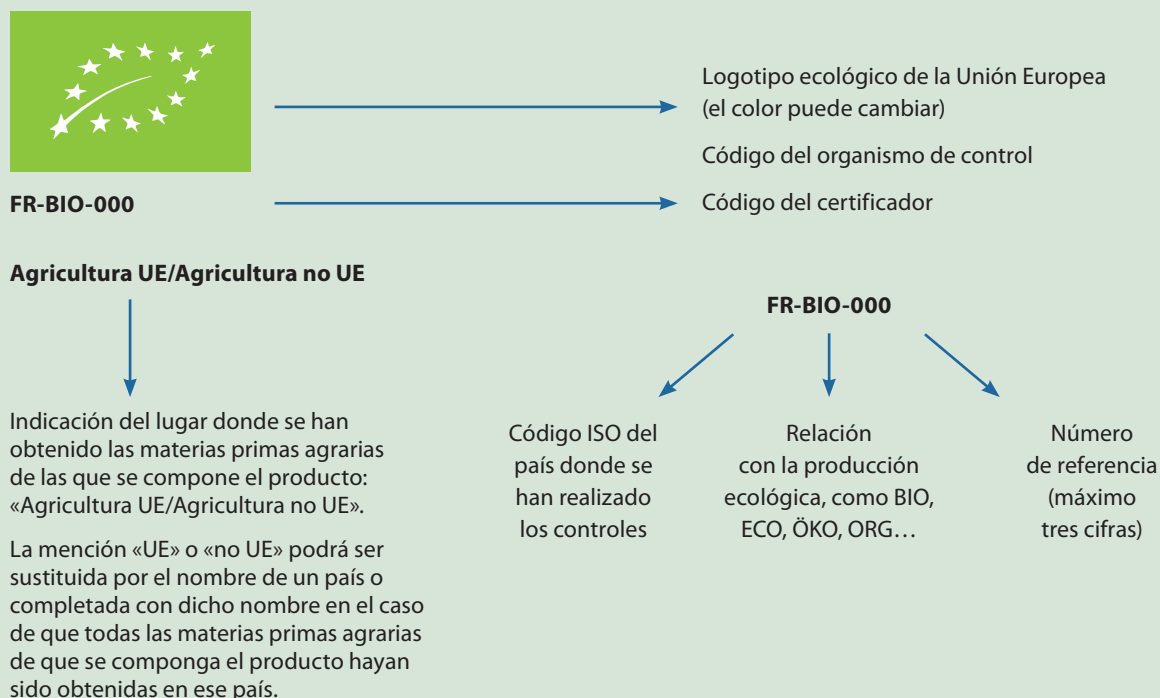 Logotipo ecológico de la Unión Europea
(el color puede cambiar)
Código del organismo de control
FR-BIO-000
Código del certificador
Agricultura UE/Agricultura no UE
Indicación del lugar donde se han
obtenido las materias primas agrarias
de las que se compone el producto:
«Agricultura UE/Agricultura no UE».
La mención «UE» o «no UE» podrá ser
sustituida por el nombre de un país o
completada con dicho nombre en el caso
de que todas las materias primas agrarias
de que se componga el producto hayan
sido obtenidas en ese país.
FR-BIO-000
Código ISO del
país donde se
han realizado
los controles
Relación
con la producción
ecológica, como BIO,
ECO, ÖKO, ORG…
Número
de referencia
(máximo
tres cifras)